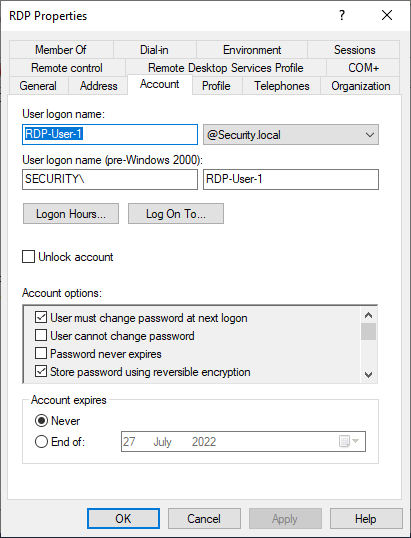 RDP Properties
?
Member Of Dial-in Environment Sessions
Remote control Remote Desktop Services Profile COM+
General Address Account Profile Telephones Organization
User logon name:
RDP-User-1 @Security.local
User logon name (pre-Windows 2000):
SECURITY\ RDP-User-1
Logon Hours... Log On To...
Unlock account
Account options:
User must change password at next logon
User cannot change password
Password never expires
Store password using reversible encryption
Account expires
Never
End of: 27 July 2022
OK Cancel Apply Help